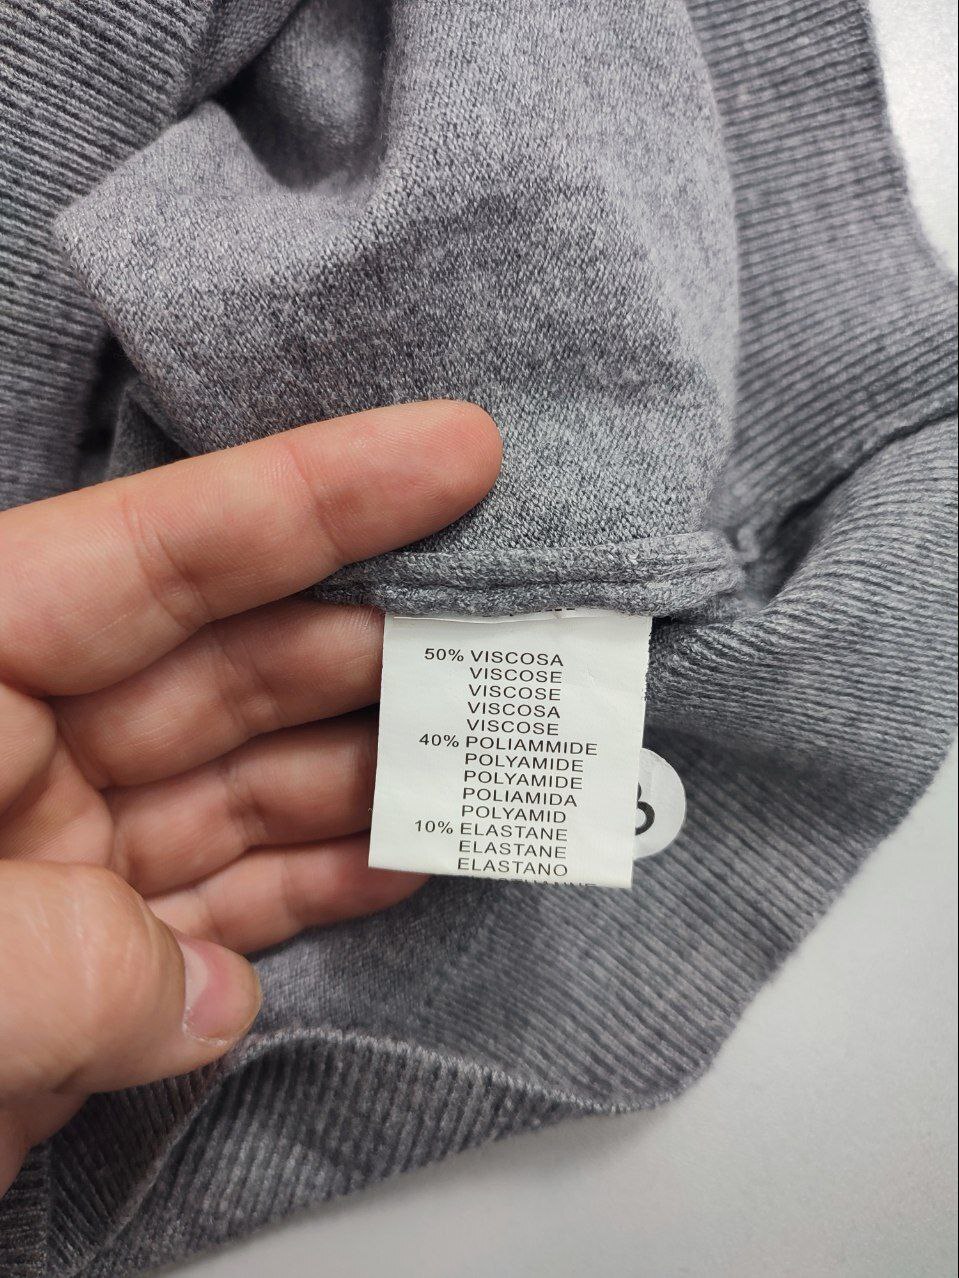 50% VISCOSA
VISCOSE
VISCOSE
VISCOSA
VISCOSE
40% POLIAMMIDE
POLYAMIDE
POLYAMIDE
POLIAMIDA
POLYAMID
10% ELASTANE
ELASTANE
ELASTANO